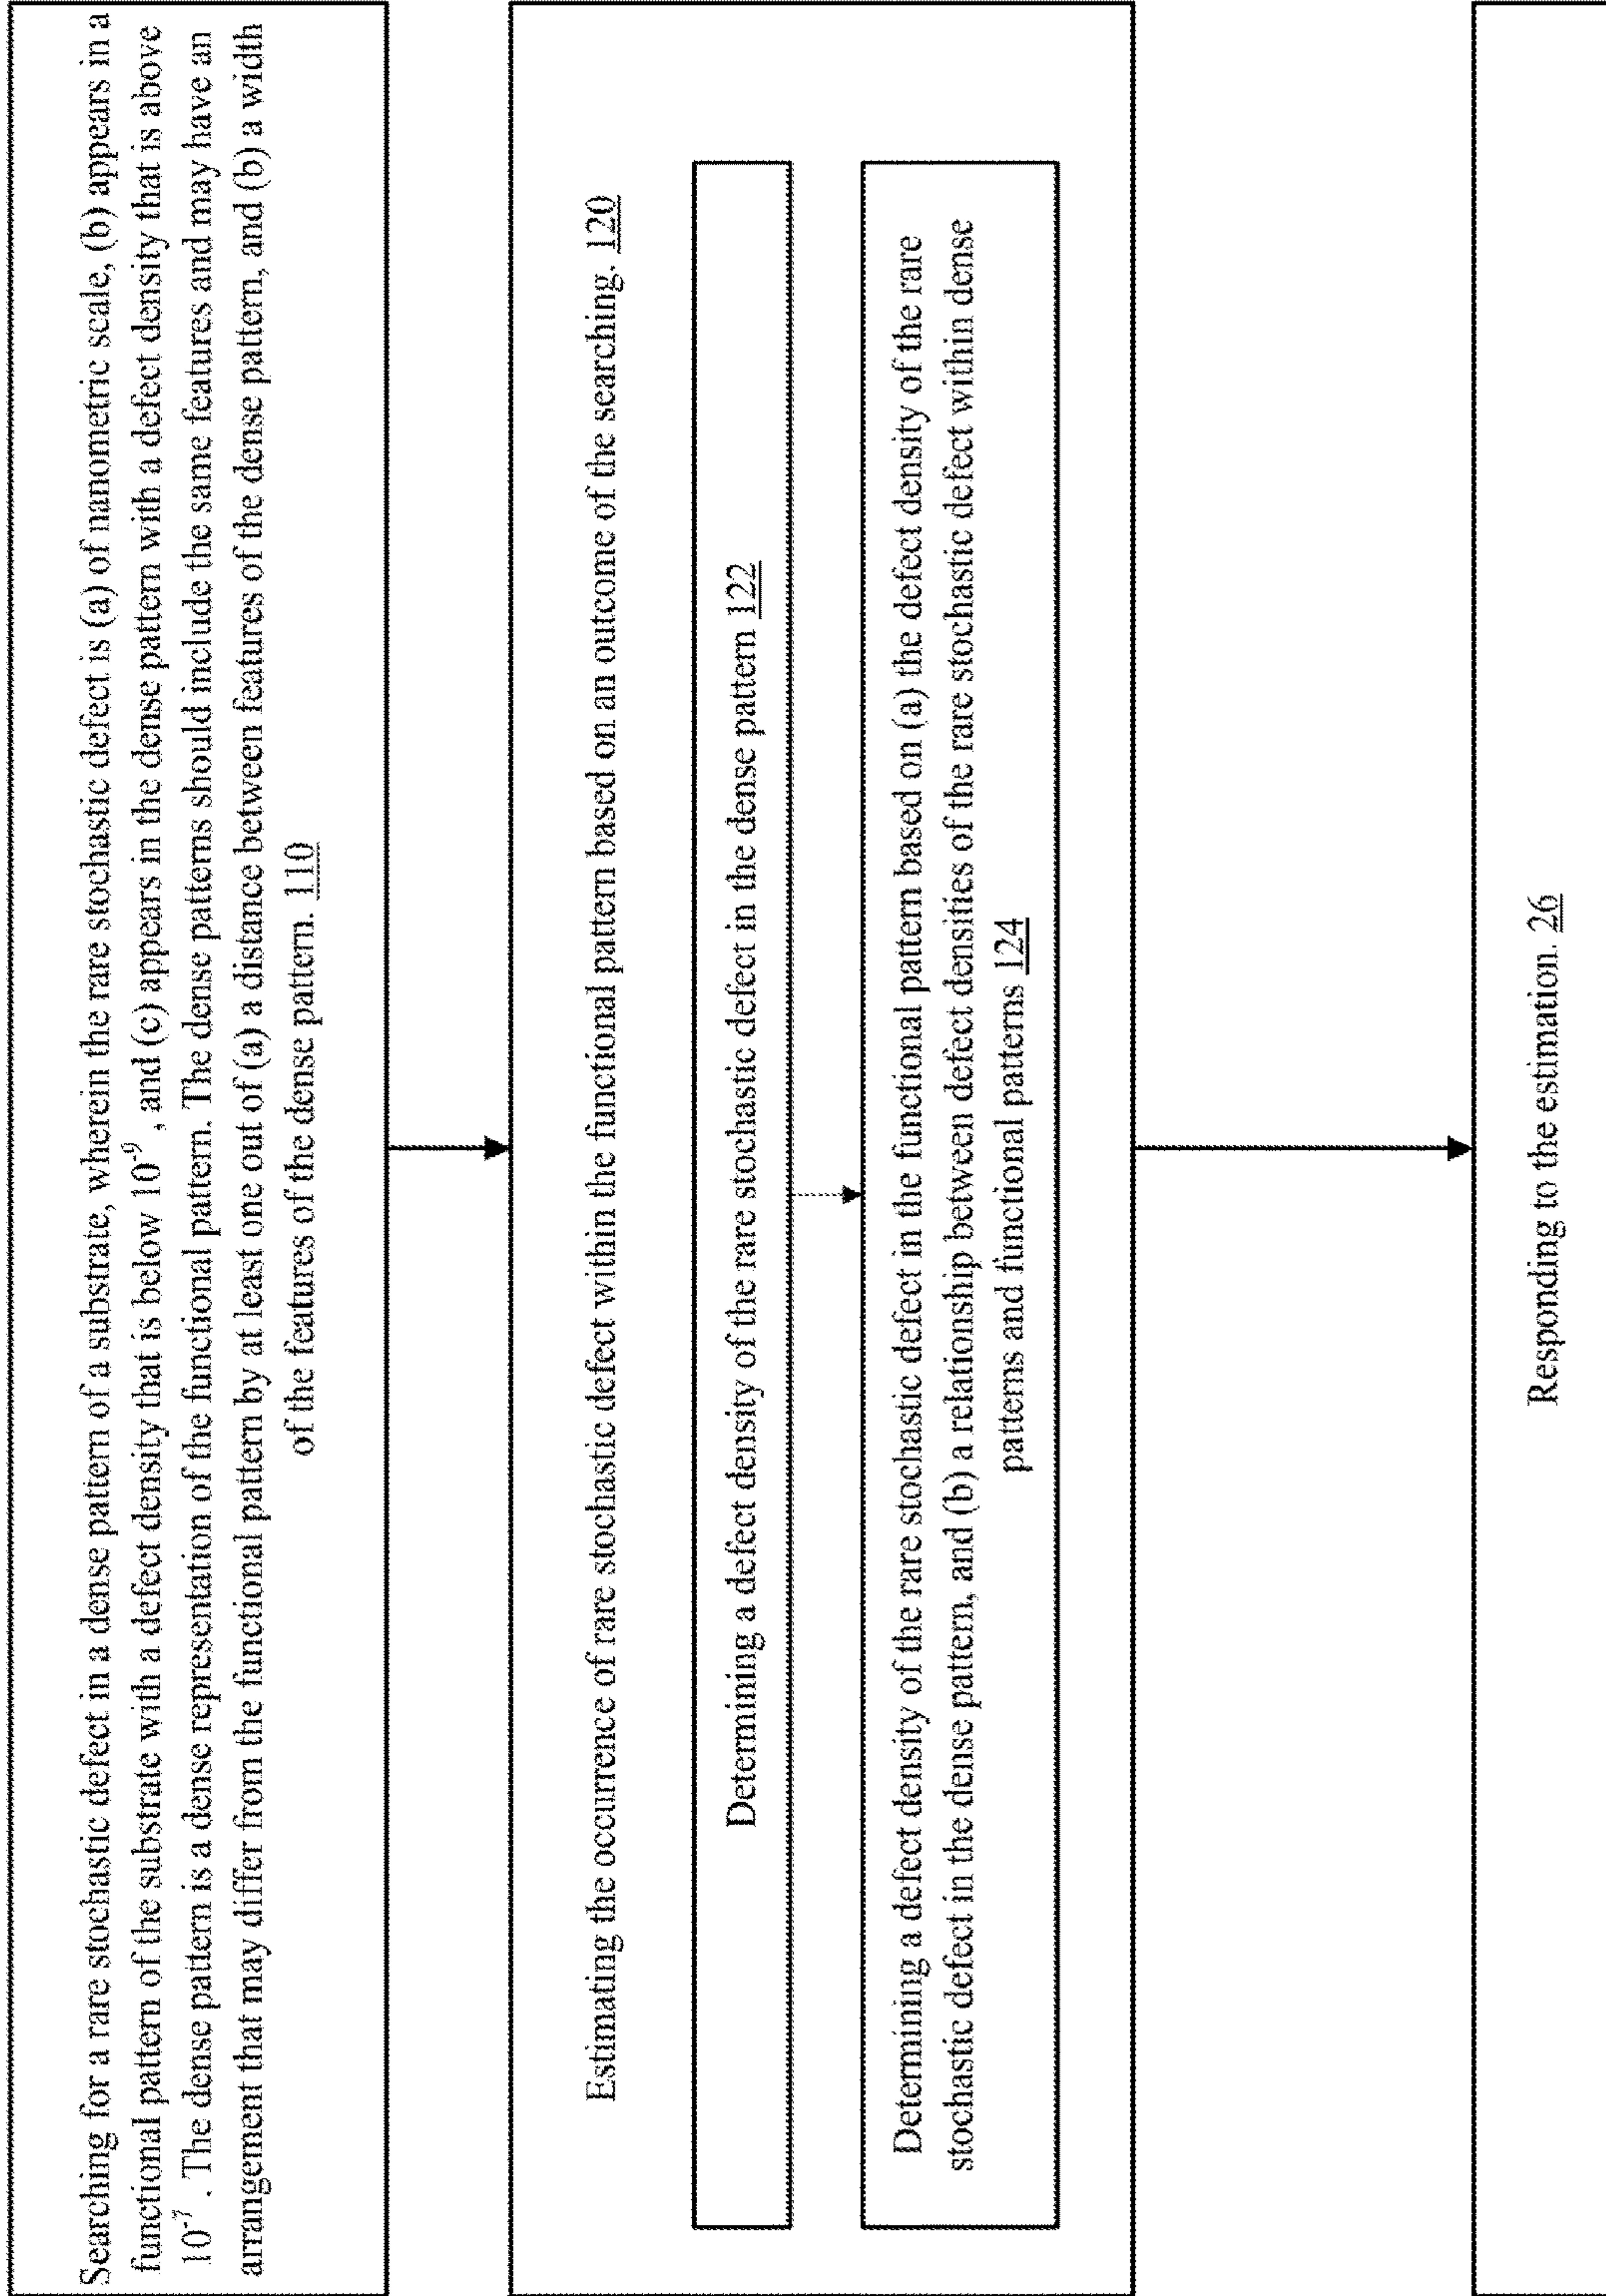 Searching for a rare stochastic defect in a dense pattern of a substrate, wherein the rare stochastic defect is (a) of nanometric scale, (b) appears in a
functional pattern of the substrate with a defect density that is below 10⁻⁹ , and (c) appears in the dense pattern with a defect density that is above
10⁻⁷ . The dense pattern is a dense representation of the functional pattern. The dense patterns should include the same features and may have an
arrangement that may differ from the functional pattern by at least one out of (a) a distance between features of the dense pattern, and (b) a width
of the features of the dense pattern. 110
Estimating the occurrence of rare stochastic defect within the functional pattern based on an outcome of the searching. 120
Determining a defect density of the rare stochastic defect in the dense pattern 122
Determining a defect density of the rare stochastic defect in the functional pattern based on (a) the defect density of the rare
stochastic defect in the dense pattern, and (b) a relationship between defect densities of the rare stochastic defect within dense
patterns and functional patterns 124
Responding to the estimation. 26